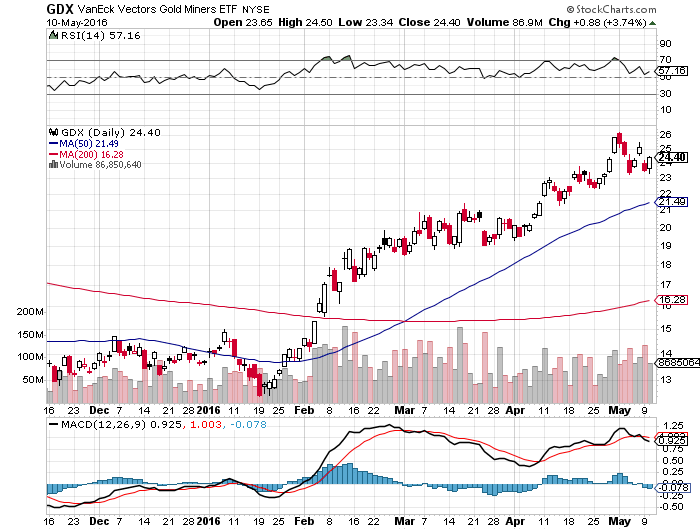 GDX VanEck Vectors Gold Miners ETF NYSE © StockCharts.com
10-May-2016 Open 23.65 High 24.50 Low 23.34 Close 24.40 Volume 86.9M Chg +0.88 (+3.74%)
RSI(14) 57.16
90
70
57.16
50
30
10
GDX (Daily) 24.40
MA(50) 21.49
MA(200) 16.28
Volume 86,850,640
26
25
24.40
23
22
21.49
20
19
18
17
16.28
15
14
8685064
13
200M
150M
100M
50M
16 23 Dec 7 14 21 28 2016 11 19 25 Feb 8 16 22 Mar 7 14 21 28 Apr 11 18 25 May 9
MACD(12,26,9) 0.925, 1.003, -0.078
1.25
0.925
0.75
0.50
0.25
-0.078
-0.25
-0.50
16 23 Dec 7 14 21 28 2016 11 19 25 Feb 8 16 22 Mar 7 14 21 28 Apr 11 18 25 May 9